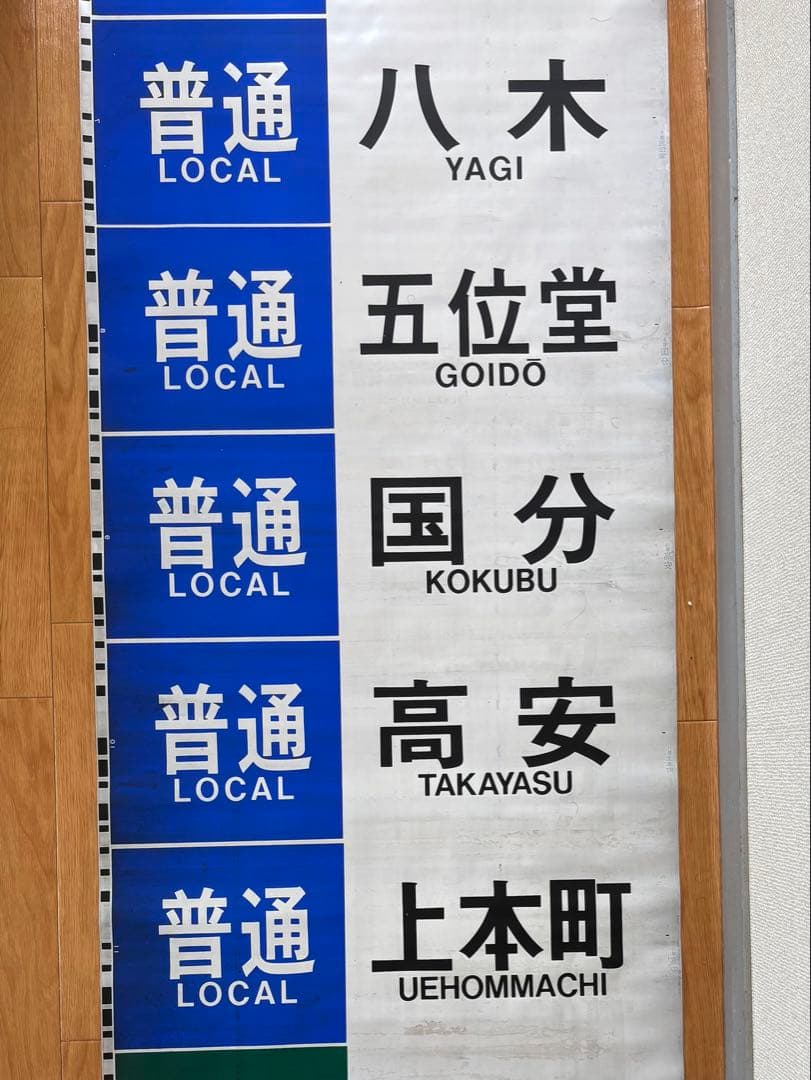 普通 八木
LOCAL YAGI
普通 五位堂
LOCAL GOIDŌ
普通 国分
LOCAL KOKUBU
普通 高安
LOCAL TAKAYASU
普通 上本町
LOCAL UEHOMMACHI